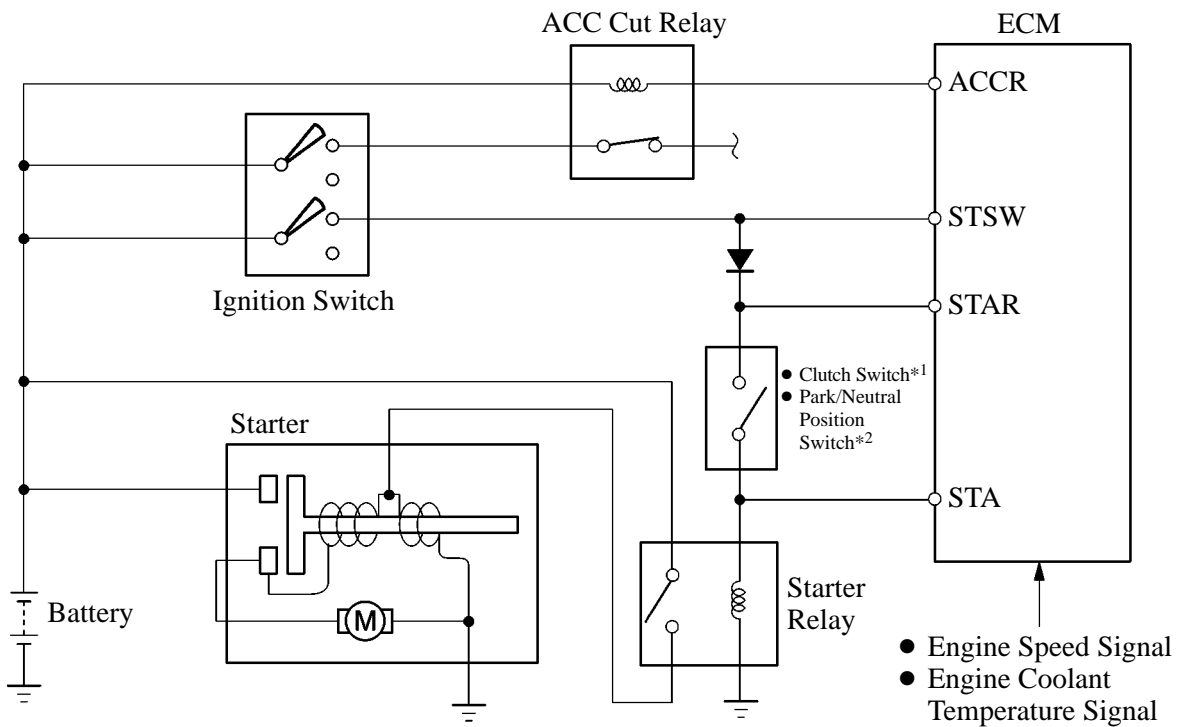 ACC Cut Relay
ECM
ACCR
STSW
Ignition Switch
STAR
● Clutch Switch*1
● Park/Neutral
Position
Switch*2
Starter
STA
M
Battery
Starter
Relay
● Engine Speed Signal
● Engine Coolant
Temperature Signal